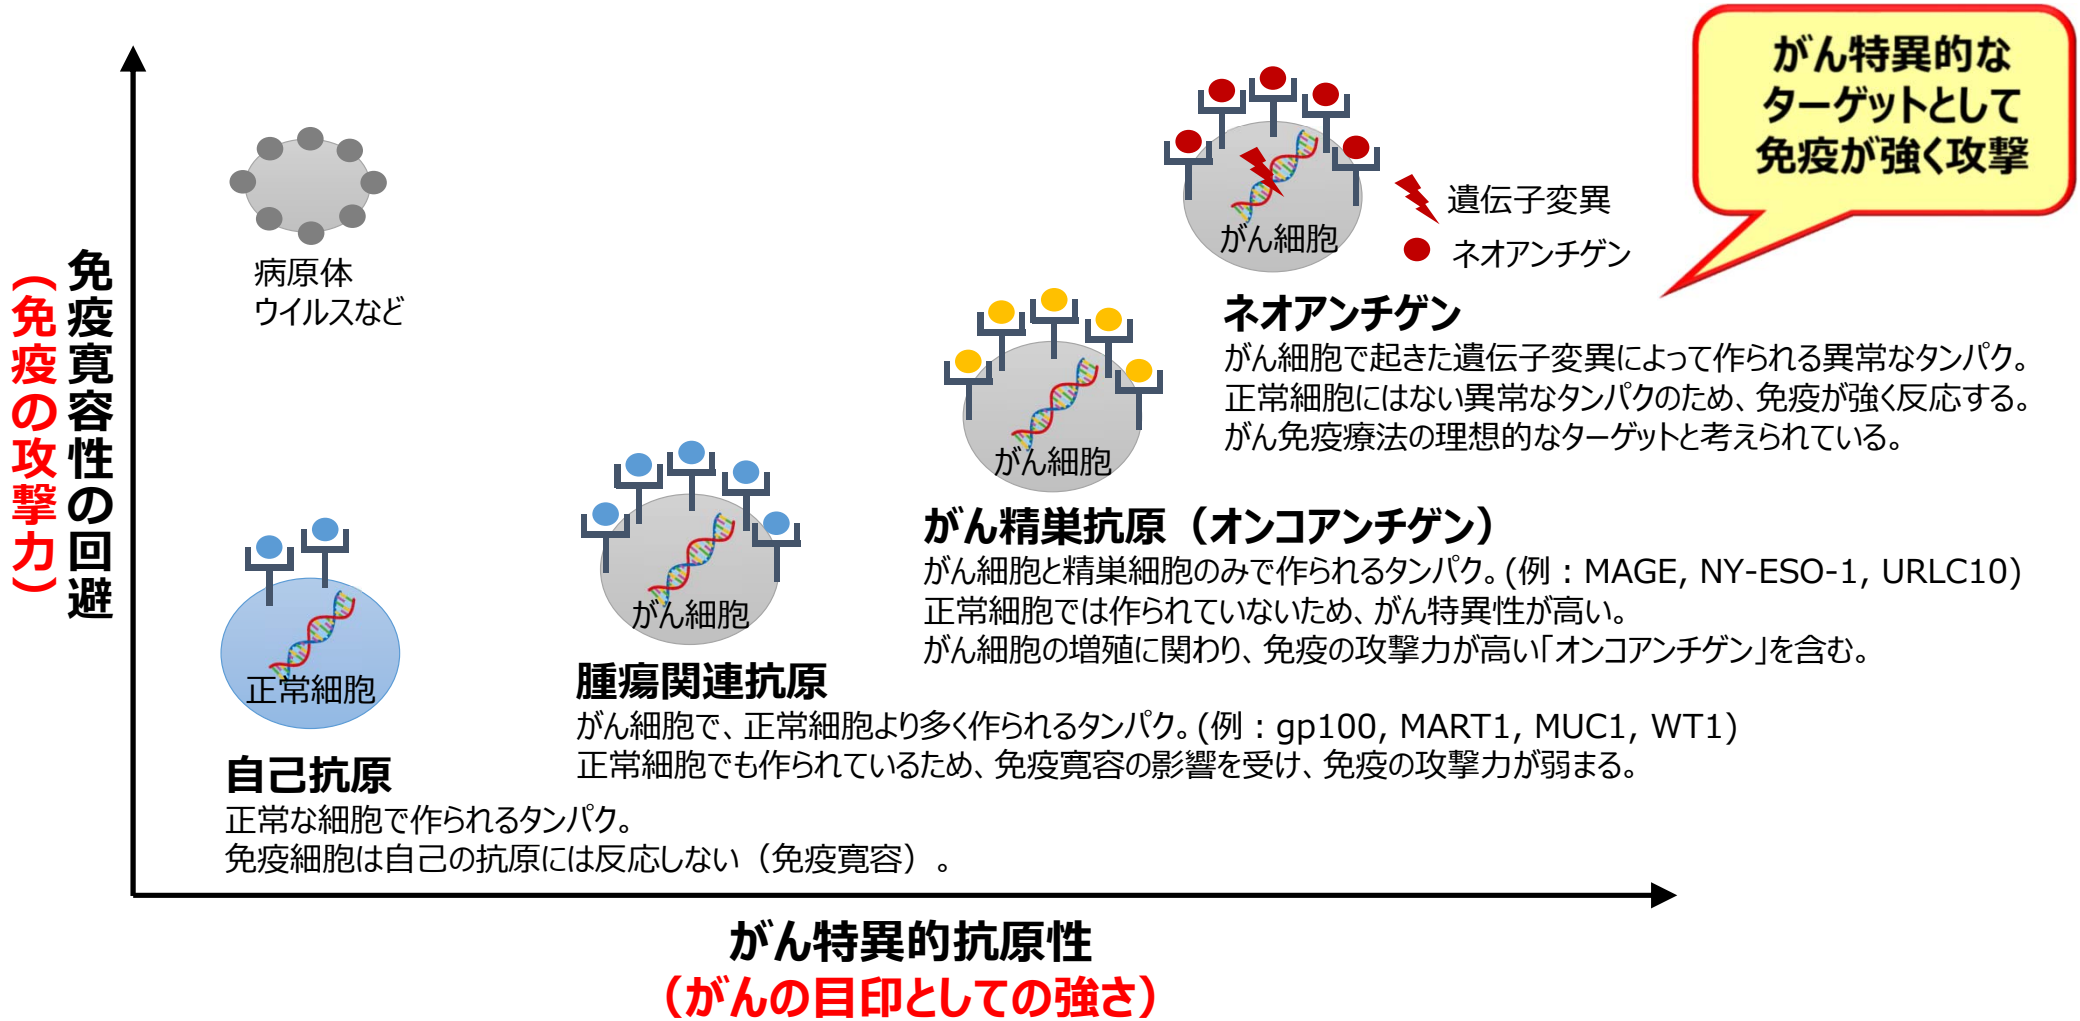 がん特異的な
ターゲットとして
免疫が強く攻撃
がん細胞
遺伝子変異
ネオアンチゲン
ネオアンチゲン
がん細胞で起きた遺伝子変異によって作られる異常なタンパク。
正常細胞にはない異常なタンパクのため、免疫が強く反応する。
がん免疫療法の理想的なターゲットと考えられている。
病原体
ウイルスなど
免疫寛容性の回避
（免疫の攻撃力）
がん細胞
がん精巣抗原（オンコアンチゲン）
がん細胞と精巣細胞のみで作られるタンパク。(例：MAGE, NY-ESO-1, URLC10)
正常細胞では作られていないため、がん特異性が高い。
がん細胞の増殖に関わり、免疫の攻撃力が高い「オンコアンチゲン」を含む。
がん細胞
腫瘍関連抗原
がん細胞で、正常細胞より多く作られるタンパク。(例：gp100, MART1, MUC1, WT1)
正常細胞でも作られているため、免疫寛容の影響を受け、免疫の攻撃力が弱まる。
正常細胞
自己抗原
正常な細胞で作られるタンパク。
免疫細胞は自己の抗原には反応しない（免疫寛容）。
がん特異的抗原性
（がんの目印としての強さ）